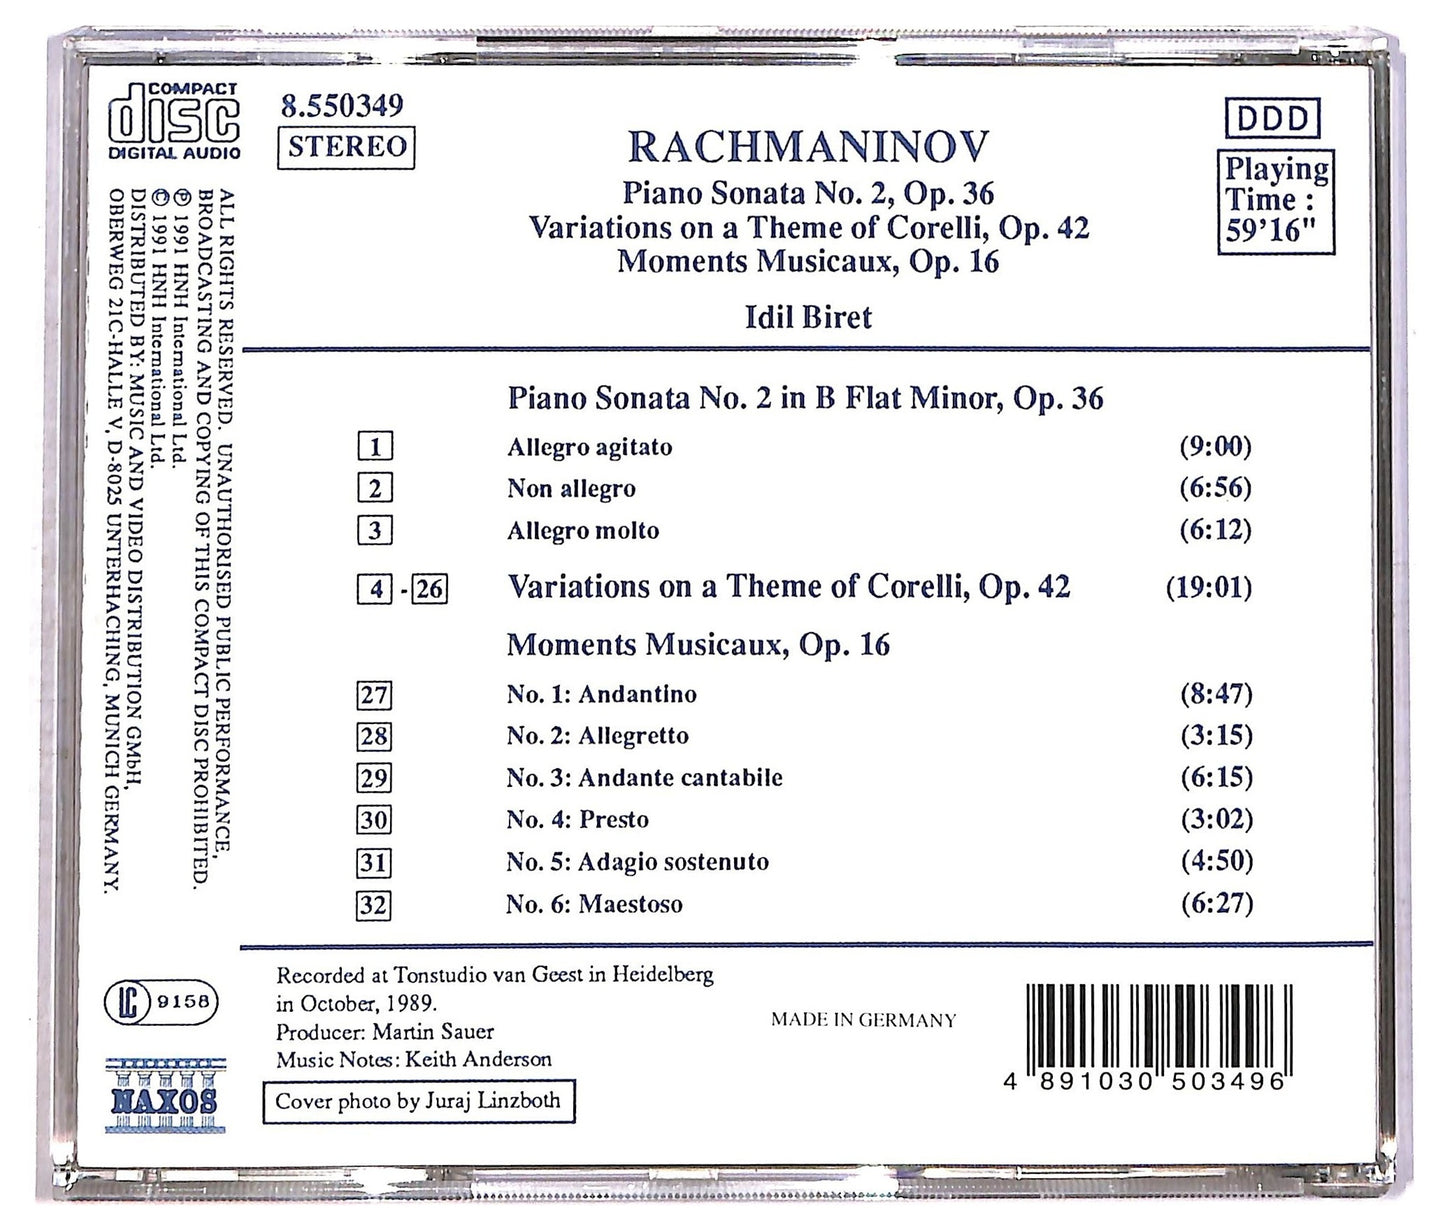 COMPACT
disc
DIGITAL AUDIO
8.550349
STEREO
RACHMANINOV
Piano Sonata No. 2, Op. 36
Variations on a Theme of Corelli, Op. 42
Moments Musicaux, Op. 16
Idil Biret
DDD
Playing
Time :
59'16"
ALL RIGHTS RESERVED. UNAUTHORISED PUBLIC PERFORMANCE,
BROADCASTING AND COPYING OF THIS COMPACT DISC PROHIBITED.
℗ 1991 HNH International Ltd.
© 1991 HNH International Ltd.
DISTRIBUTED BY: MUSIC AND VIDEO DISTRIBUTION GMbH,
OBERWEG 21C-HALLE V, D-8025 UNTERHACHING, MUNICH GERMANY.
Piano Sonata No. 2 in B Flat Minor, Op. 36
1 Allegro agitato (9:00)
2 Non allegro (6:56)
3 Allegro molto (6:12)
4 - 26 Variations on a Theme of Corelli, Op. 42 (19:01)
Moments Musicaux, Op. 16
27 No. 1: Andantino (8:47)
28 No. 2: Allegretto (3:15)
29 No. 3: Andante cantabile (6:15)
30 No. 4: Presto (3:02)
31 No. 5: Adagio sostenuto (4:50)
32 No. 6: Maestoso (6:27)
LC 9158
NAXOS
Recorded at Tonstudio van Geest in Heidelberg
in October, 1989.
Producer: Martin Sauer
Music Notes: Keith Anderson
Cover photo by Juraj Linzboth
MADE IN GERMANY
4 891030 503496